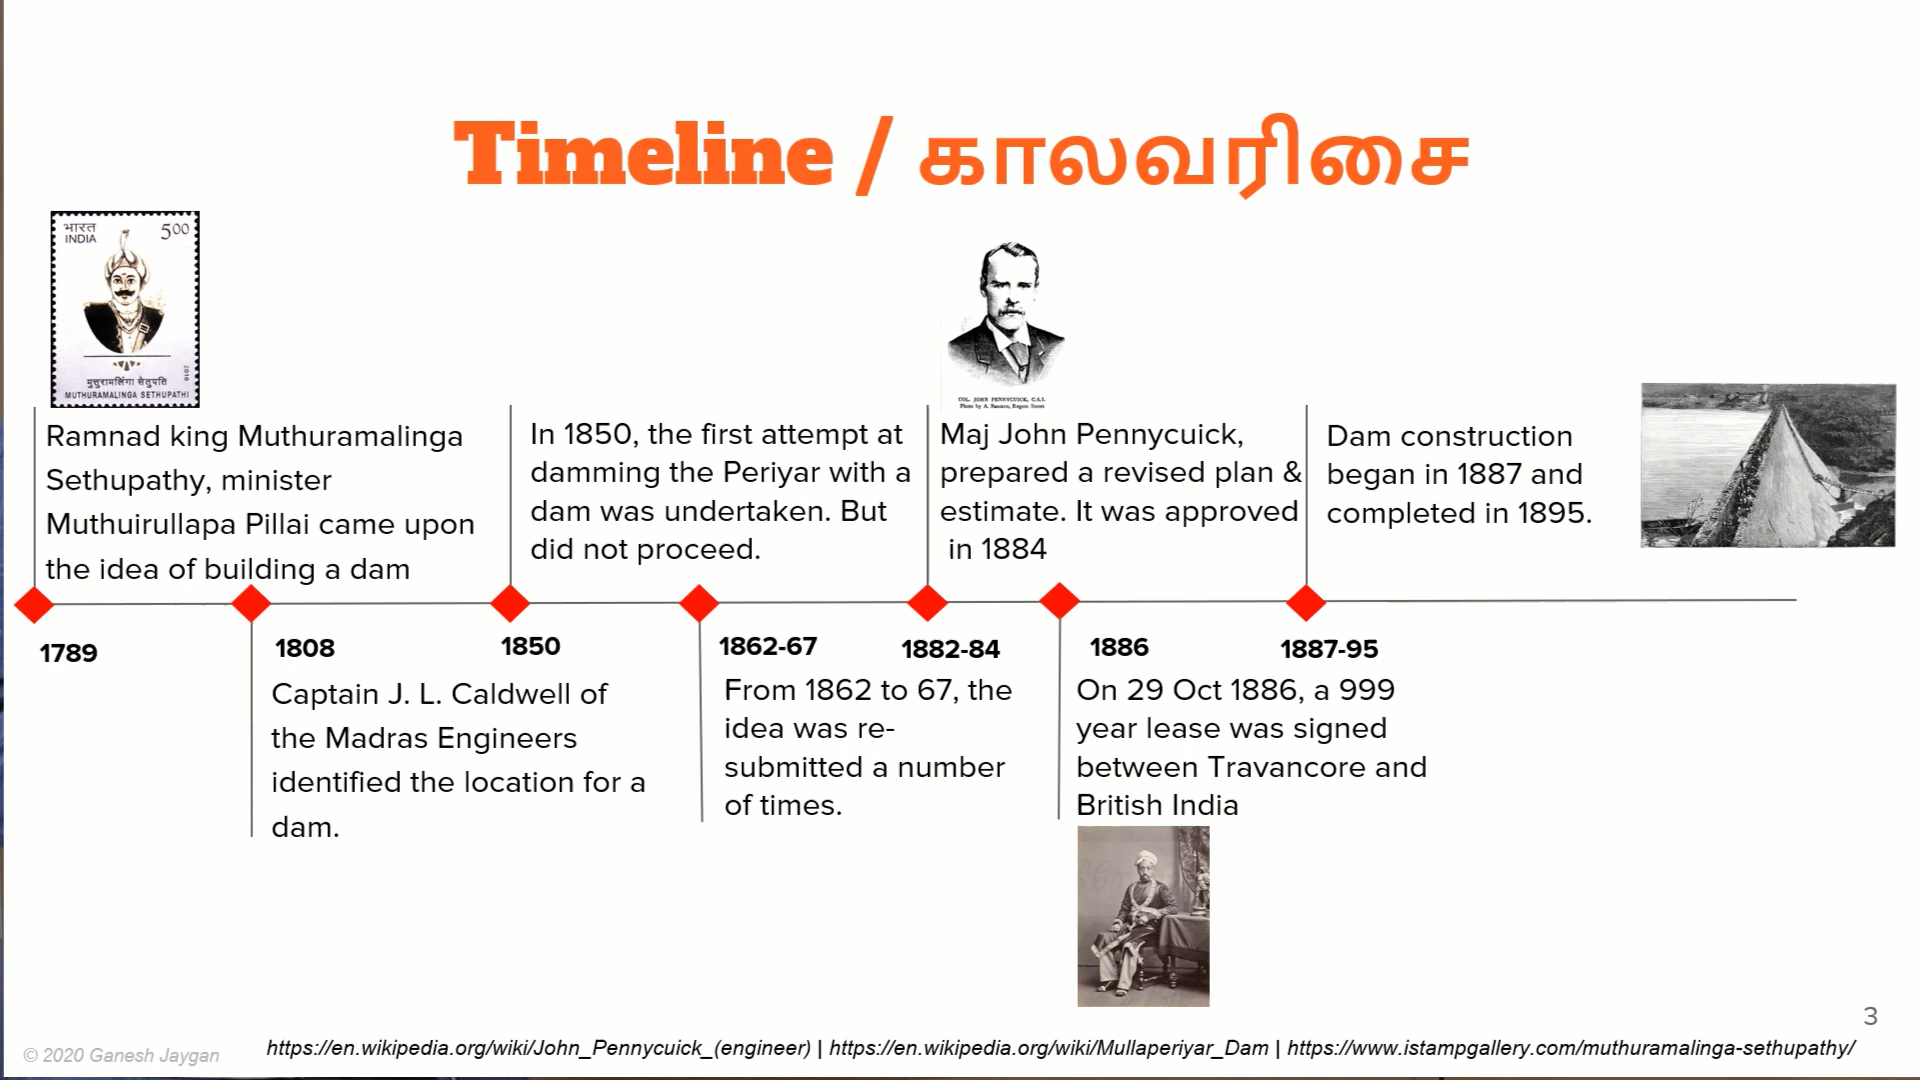 Timeline / காலவரிசை
भारत
INDIA
500
मुत्तुरामलिंगा सेतुपति
2010
MUTHURAMALINGA SETHUPATHI
COL. JOHN PENNYCUICK, C.S.I.
Ramnad king Muthuramalinga
Sethupathy, minister
Muthuirullapa Pillai came upon
the idea of building a dam
In 1850, the first attempt at
damming the Periyar with a
dam was undertaken. But
did not proceed.
Maj John Pennycuick,
prepared a revised plan &
estimate. It was approved
in 1884
Dam construction
began in 1887 and
completed in 1895.
1789
1808
Captain J. L. Caldwell of
the Madras Engineers
identified the location for a
dam.
1850
1862-67
From 1862 to 67, the
idea was re-
submitted a number
of times.
1882-84
1886
On 29 Oct 1886, a 999
year lease was signed
between Travancore and
British India
1887-95
3
© 2020 Ganesh Jaygan
https://en.wikipedia.org/wiki/John_Pennycuick_(engineer) | https://en.wikipedia.org/wiki/Mullaperiyar_Dam | https://www.istampgallery.com/muthuramalinga-sethupathy/